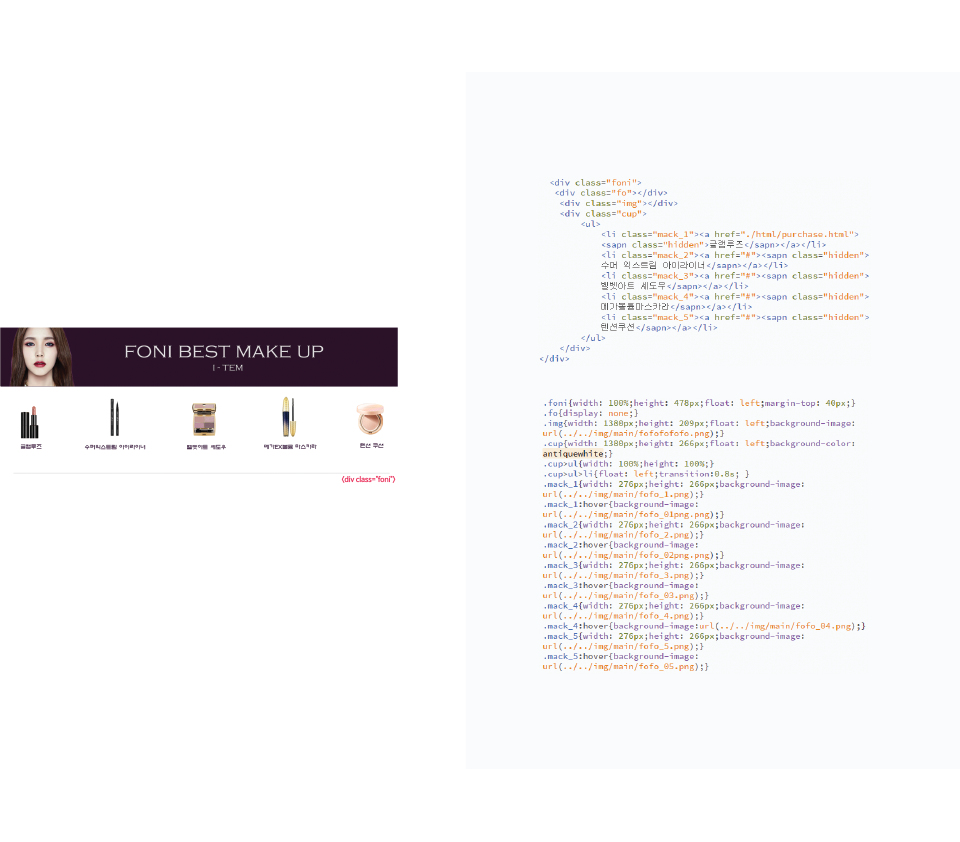 FONI BEST MAKE UP
I - TEM
글램루즈
수퍼익스트림 아이라이너
벨벳아필 섀도우
메가EX볼륨 마스카라
텐션 쿠션
(div class="foni")
<div class="foni">
<div class="fo"></div>
<div class="img"></div>
<div class="cup">
<ul>
<li class="mack_1"><a href="./html/purchase.html">
<sapn class="hidden">글램루즈</sapn></a></li>
<li class="mack_2"><a href="#"><sapn class="hidden">
수퍼 익스트림 아이라이너</sapn></a></li>
<li class="mack_3"><a href="#"><sapn class="hidden">
벨벳아트 섀도우</sapn></a></li>
<li class="mack_4"><a href="#"><sapn class="hidden">
메가볼륨마스카라</sapn></a></li>
<li class="mack_5"><a href="#"><sapn class="hidden">
텐션쿠션</sapn></a></li>
</ul>
</div>
</div>
.foni{width: 100%;height: 478px;float: left;margin-top: 40px;}
.fo{display: none;}
.img{width: 1380px;height: 209px;float: left;background-image:
url(../../img/main/fofofofofo.png);}
.cup{width: 1380px;height: 266px;float: left;background-color:
antiquewhite;}
.cup>ul{width: 100%;height: 100%;}
.cup>ul>li{float: left;transition:0.8s; }
.mack_1{width: 276px;height: 266px;background-image:
url(../../img/main/fofo_1.png);}
.mack_1:hover{background-image:
url(../../img/main/fofo_01png.png);}
.mack_2{width: 276px;height: 266px;background-image:
url(../../img/main/fofo_2.png);}
.mack_2:hover{background-image:
url(../../img/main/fofo_02png.png);}
.mack_3{width: 276px;height: 266px;background-image:
url(../../img/main/fofo_3.png);}
.mack_3:hover{background-image:
url(../../img/main/fofo_03.png);}
.mack_4{width: 276px;height: 266px;background-image:
url(../../img/main/fofo_4.png);}
.mack_4:hover{background-image:url(../../img/main/fofo_04.png);}
.mack_5{width: 276px;height: 266px;background-image:
url(../../img/main/fofo_5.png);}
.mack_5:hover{background-image:
url(../../img/main/fofo_05.png);}